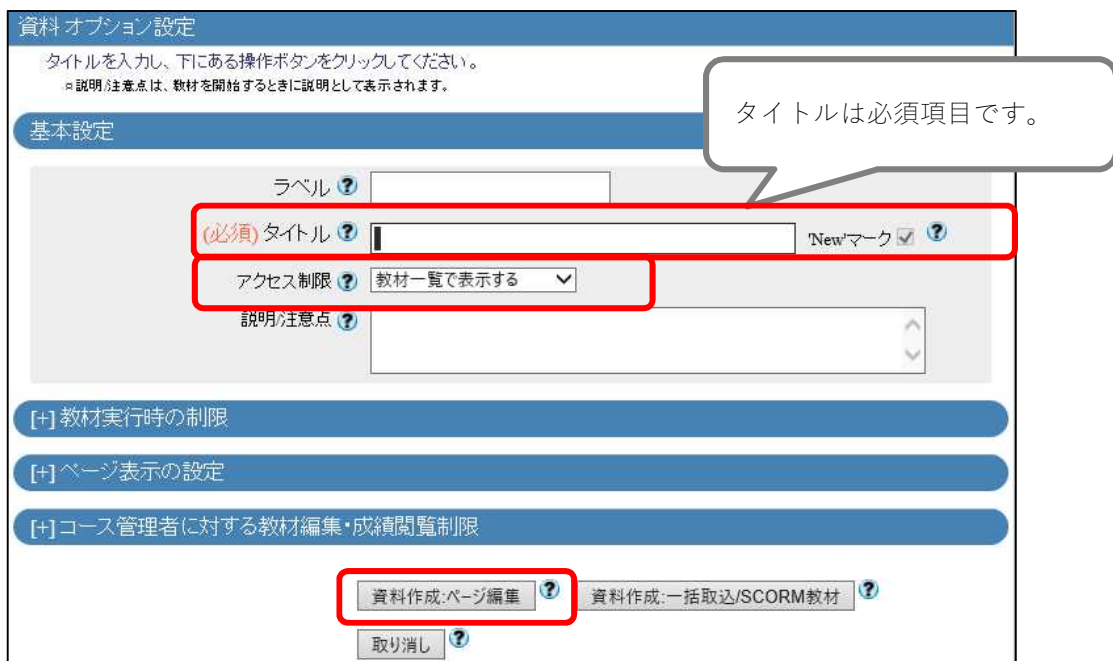 資料オプション設定
タイトルを入力し、下にある操作ボタンをクリックしてください。
¤説明/注意点は、教材を開始するときに説明として表示されます。
タイトルは必須項目です。
基本設定
ラベル ?
(必須) タイトル ? 'New'マーク ?
アクセス制限 ? 教材一覧で表示する
説明/注意点 ?
[+] 教材実行時の制限
[+] ページ表示の設定
[+] コース管理者に対する教材編集・成績閲覧制限
資料作成:ページ編集 ? 資料作成:一括取込/SCORM教材 ?
取り消し ?